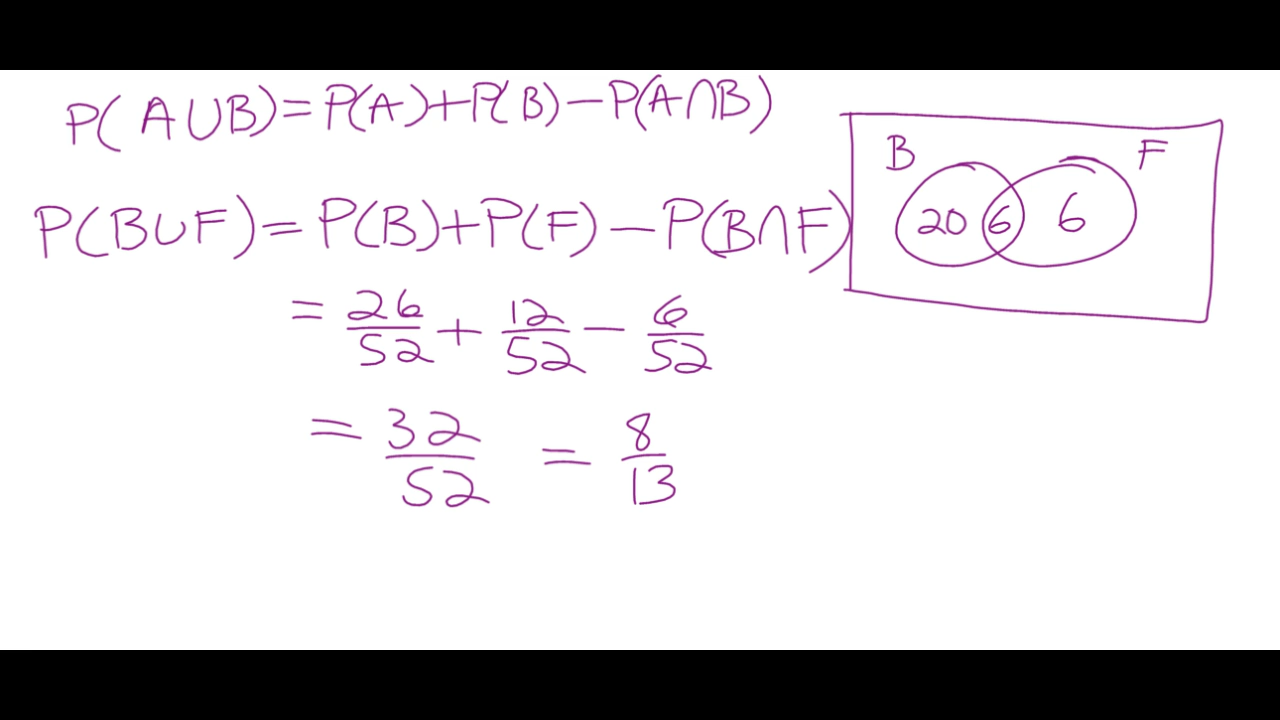 P(A∪B)=P(A)+P(B)−P(A∩B)
B F
20 6 6
P(B∪F)=P(B)+P(F)−P(B∩F)
= 26/52 + 12/52 − 6/52
= 32/52 = 8/13